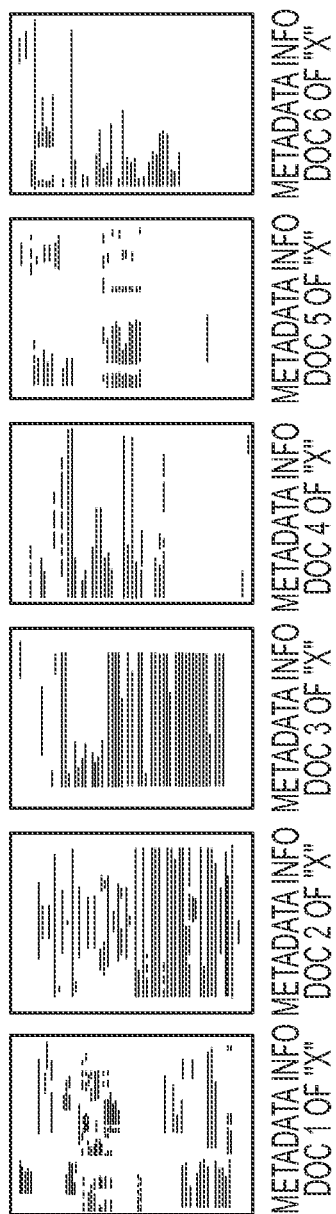 METADATA INFO
DOC 1 OF "X"
METADATA INFO
DOC 2 OF "X"
METADATA INFO
DOC 3 OF "X"
METADATA INFO
DOC 4 OF "X"
METADATA INFO
DOC 5 OF "X"
METADATA INFO
DOC 6 OF "X"